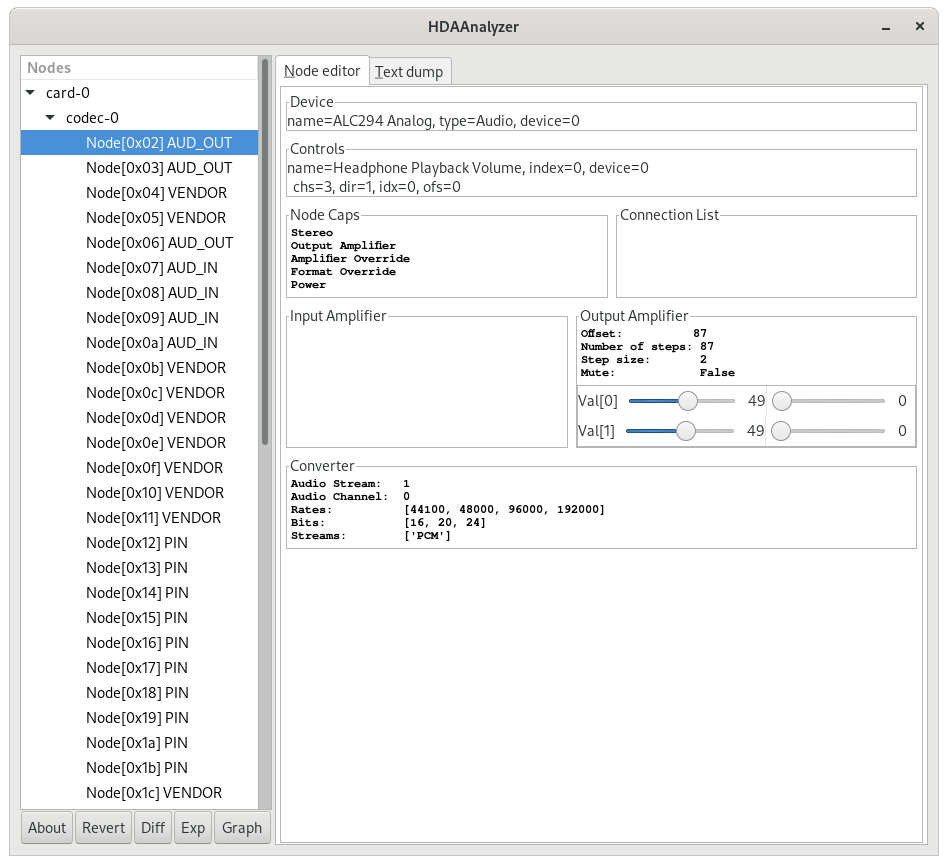 HDAAnalyzer
Nodes
card-0
codec-0
Node[0x02] AUD_OUT
Node[0x03] AUD_OUT
Node[0x04] VENDOR
Node[0x05] VENDOR
Node[0x06] AUD_OUT
Node[0x07] AUD_IN
Node[0x08] AUD_IN
Node[0x09] AUD_IN
Node[0x0a] AUD_IN
Node[0x0b] VENDOR
Node[0x0c] VENDOR
Node[0x0d] VENDOR
Node[0x0e] VENDOR
Node[0x0f] VENDOR
Node[0x10] VENDOR
Node[0x11] VENDOR
Node[0x12] PIN
Node[0x13] PIN
Node[0x14] PIN
Node[0x15] PIN
Node[0x16] PIN
Node[0x17] PIN
Node[0x18] PIN
Node[0x19] PIN
Node[0x1a] PIN
Node[0x1b] PIN
Node[0x1c] VENDOR
About Revert Diff Exp Graph
Node editor Text dump
Device
name=ALC294 Analog, type=Audio, device=0
Controls
name=Headphone Playback Volume, index=0, device=0
chs=3, dir=1, idx=0, ofs=0
Node Caps
Stereo
Output Amplifier
Amplifier Override
Format Override
Power
Connection List
Input Amplifier
Output Amplifier
Offset: 87
Number of steps: 87
Step size: 2
Mute: False
Val[0] 49 0
Val[1] 49 0
Converter
Audio Stream: 1
Audio Channel: 0
Rates: [44100, 48000, 96000, 192000]
Bits: [16, 20, 24]
Streams: ['PCM']